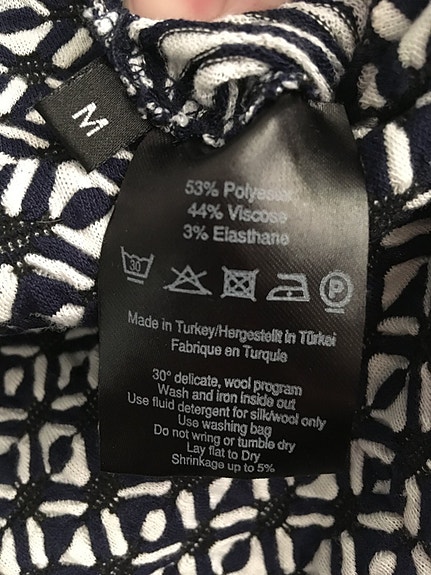 M
53% Polyester
44% Viscose
3% Elasthane
30
P
Made in Turkey/Hergestellt in Türkei
Fabrique en Turquie
30° delicate, wool program
Wash and iron inside out
Use fluid detergent for silk/wool only
Use washing bag
Do not wring or tumble dry
Lay flat to Dry
Shrinkage up to 5%